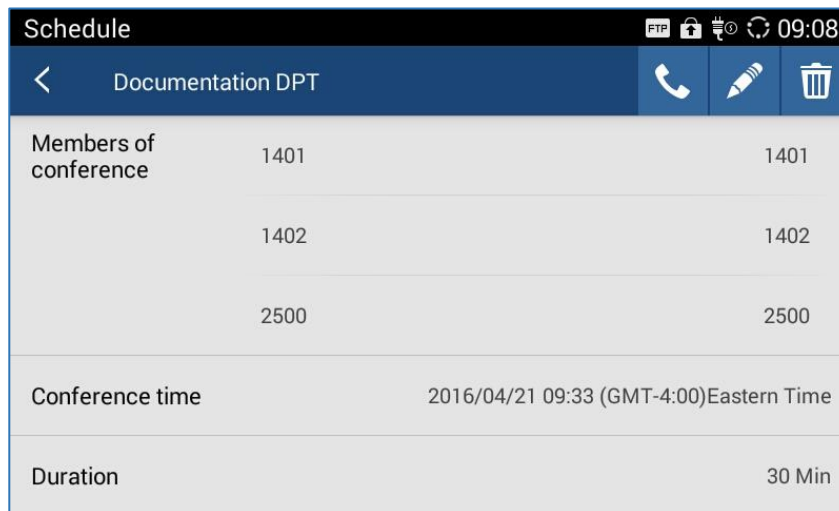 Schedule FTP 09:08
Documentation DPT
Members of
conference
1401 1401
1402 1402
2500 2500
Conference time 2016/04/21 09:33 (GMT-4:00)Eastern Time
Duration 30 Min